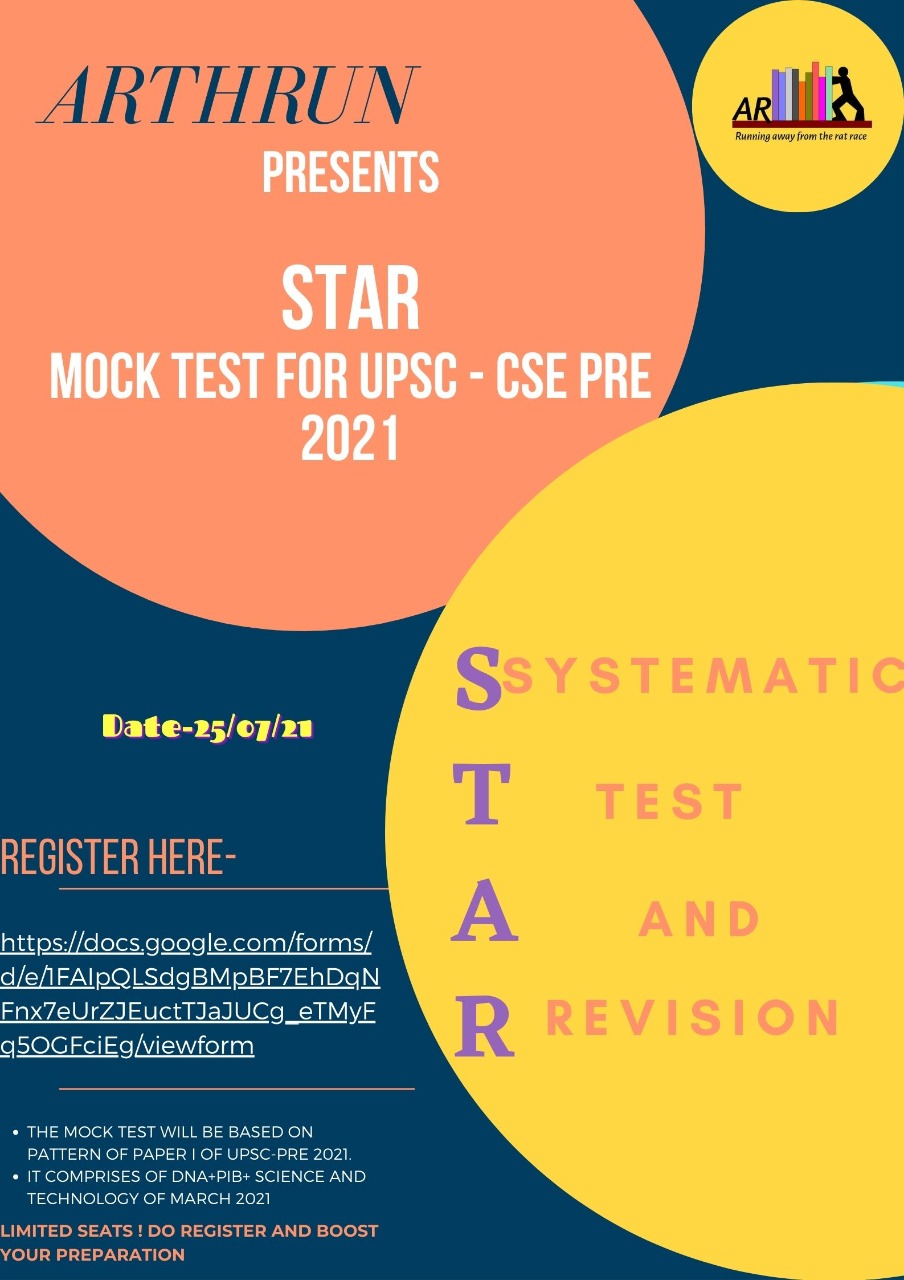 ARTHRUN
PRESENTS
STAR
MOCK TEST FOR UPSC - CSE PRE
2021
AR
Running away from the rat race
S SYSTEMATIC
T TEST
A AND
R REVISION
Date-25/07/21
REGISTER HERE-
https://docs.google.com/forms/
d/e/1FAIpQLSdgBMpBF7EhDqN
Fnx7eUrZJEuctTJaJUCg_eTMyF
q5OGFciEg/viewform
• THE MOCK TEST WILL BE BASED ON
PATTERN OF PAPER I OF UPSC-PRE 2021.
• IT COMPRISES OF DNA+PIB+ SCIENCE AND
TECHNOLOGY OF MARCH 2021
LIMITED SEATS ! DO REGISTER AND BOOST
YOUR PREPARATION